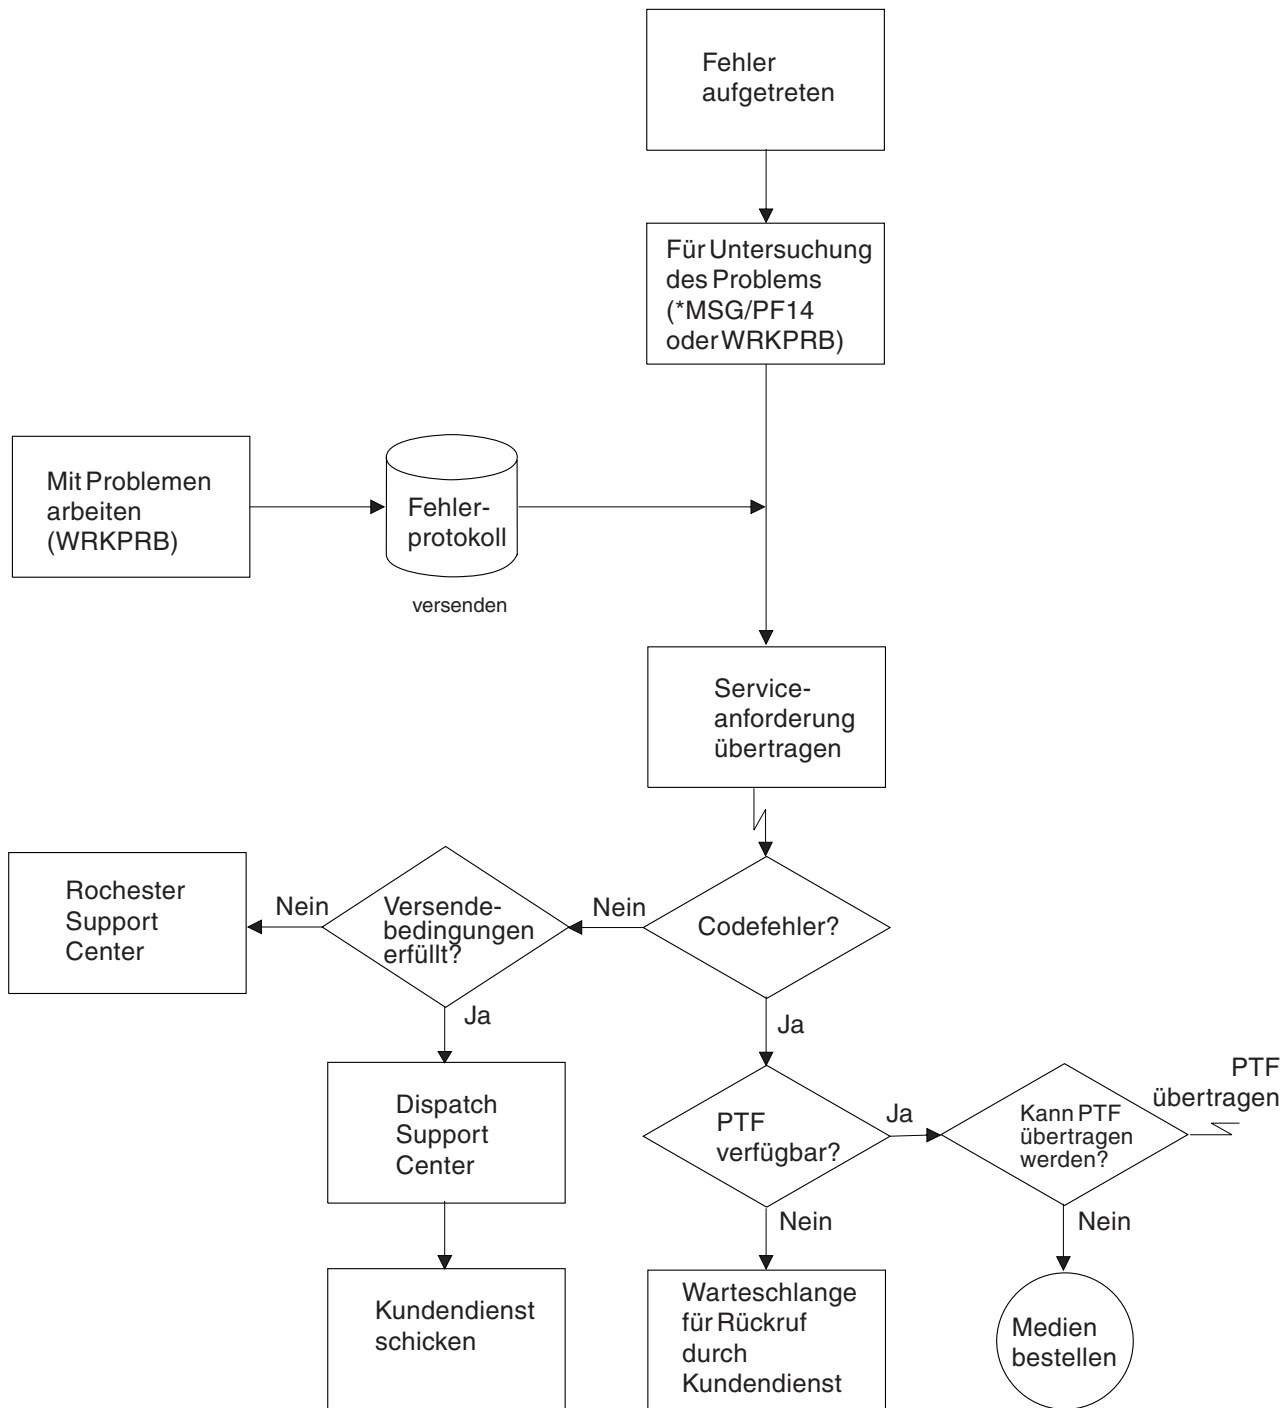 Fehler
aufgetreten
Für Untersuchung
des Problems
(*MSG/PF14
oder WRKPRB)
Mit Problemen
arbeiten
(WRKPRB)
Fehler-
protokoll
versenden
Service-
anforderung
übertragen
Rochester
Support
Center
Nein
Versende-
bedingungen
erfüllt?
Nein
Codefehler?
Ja
Ja
Dispatch
Support
Center
PTF
verfügbar?
Ja
Kann PTF
übertragen
werden?
PTF
übertragen
Nein
Nein
Kundendienst
schicken
Warteschlange
für Rückruf
durch
Kundendienst
Medien
bestellen